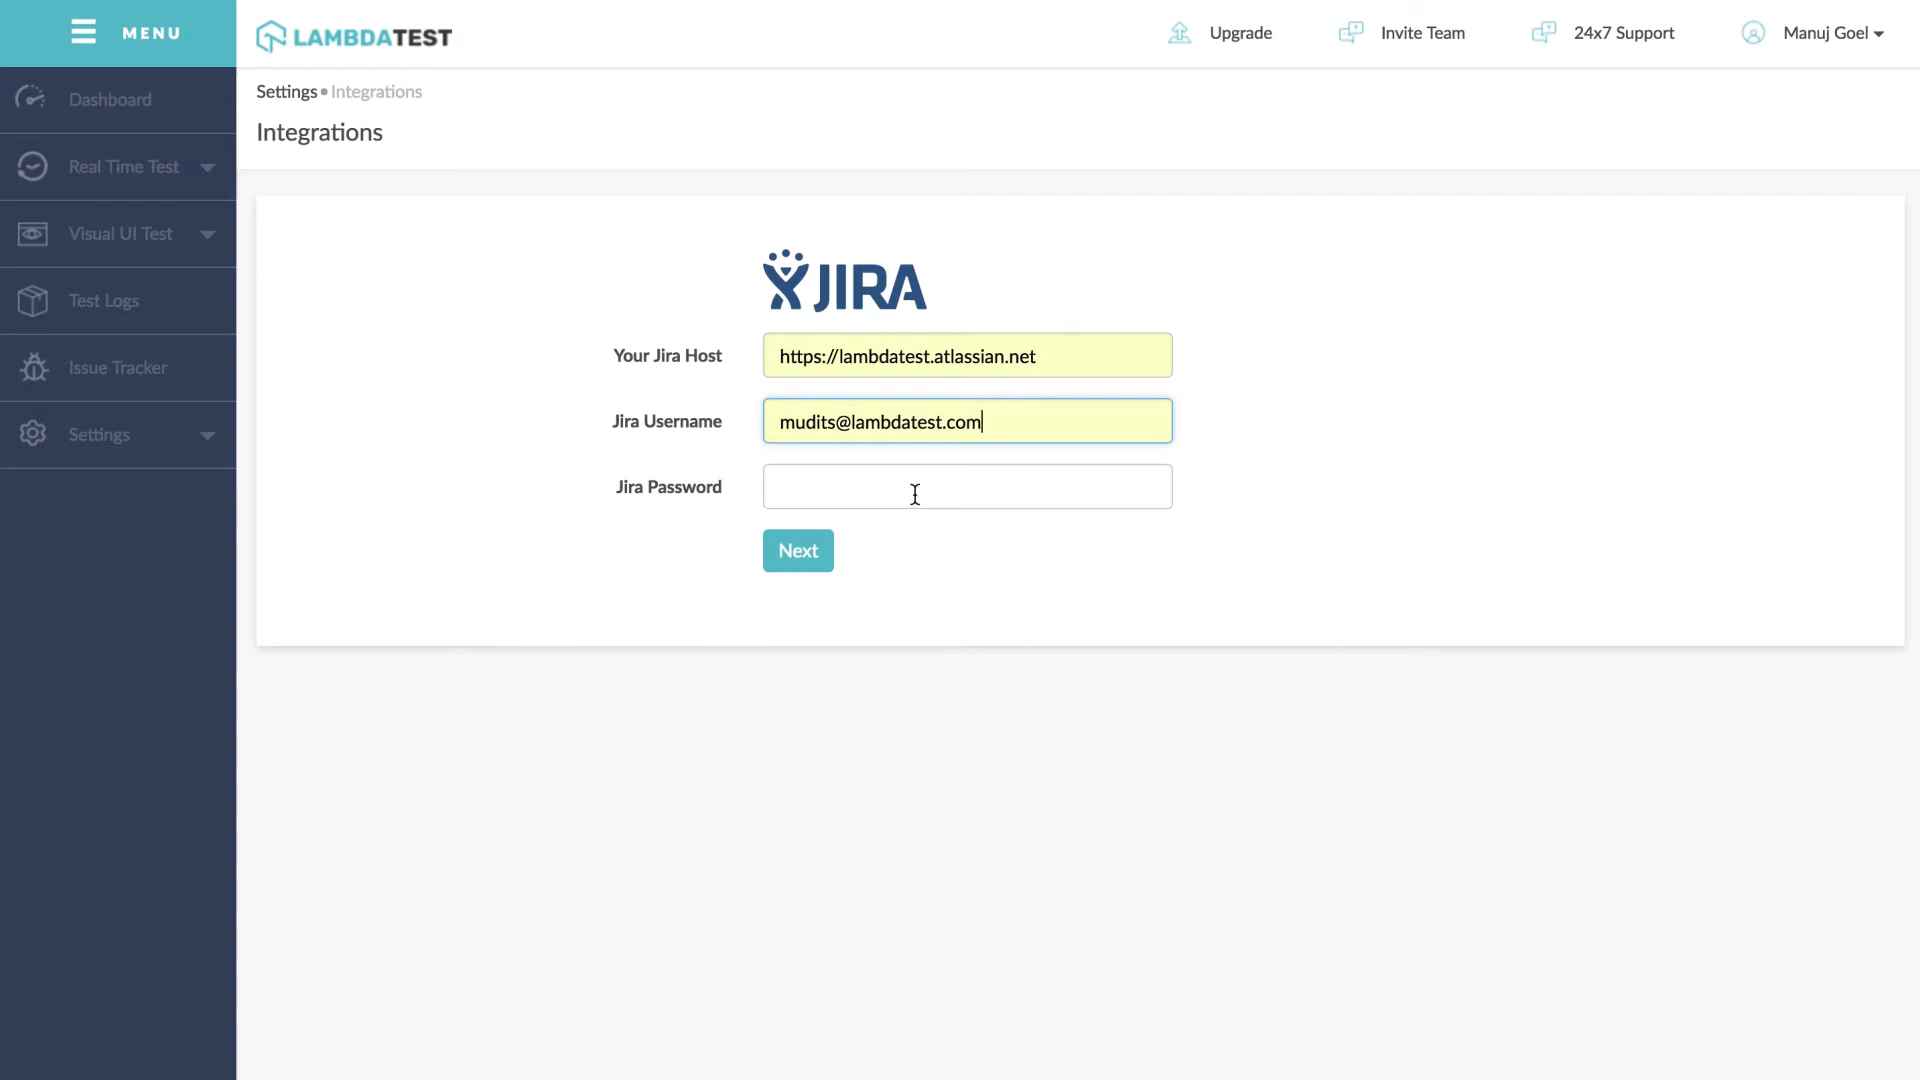 MENU
LAMBDATEST
Upgrade
Invite Team
24x7 Support
Manuj Goel
Dashboard
Real Time Test
Visual UI Test
Test Logs
Issue Tracker
Settings
Settings • Integrations
Integrations
JIRA
Your Jira Host
https://lambdatest.atlassian.net
Jira Username
mudits@lambdatest.com
Jira Password
Next